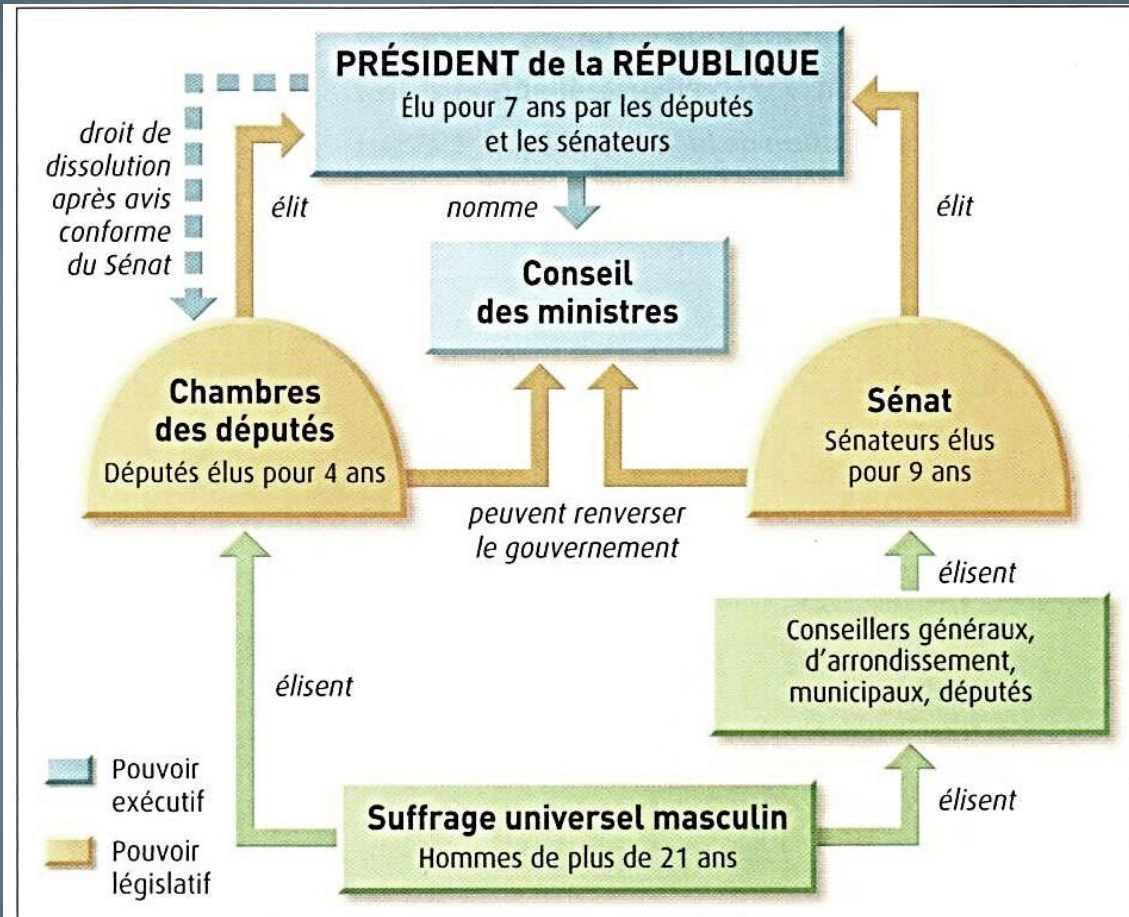 PRÉSIDENT de la RÉPUBLIQUE
Élu pour 7 ans par les députés
et les sénateurs
droit de
dissolution
après avis
conforme
du Sénat
élit
nomme
élit
Conseil
des ministres
Chambres
des députés
Députés élus pour 4 ans
Sénat
Sénateurs élus
pour 9 ans
peuvent renverser
le gouvernement
élisent
Conseillers généraux,
d'arrondissement,
municipaux, députés
élisent
Pouvoir
exécutif
Pouvoir
législatif
Suffrage universel masculin
Hommes de plus de 21 ans
élisent